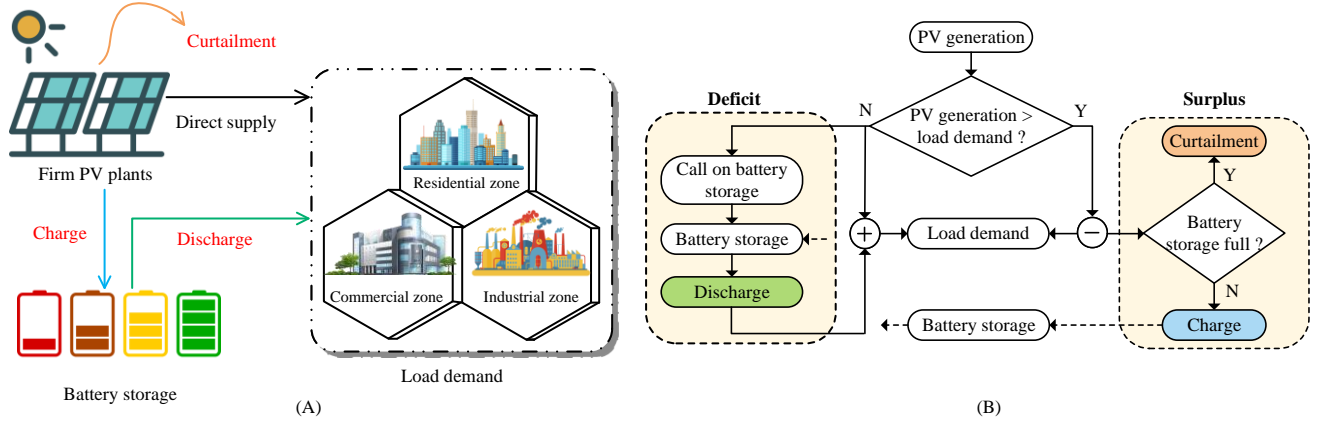 Curtailment
Direct supply
Firm PV plants
Charge
Discharge
Residential zone
Commercial zone
Industrial zone
Battery storage
Load demand
(A)
PV generation
Deficit
N
PV generation >
load demand ?
Y
Surplus
Curtailment
Call on battery
storage
Y
Battery storage
+
Load demand
−
Battery
storage full ?
Discharge
N
Battery storage
Charge
(B)